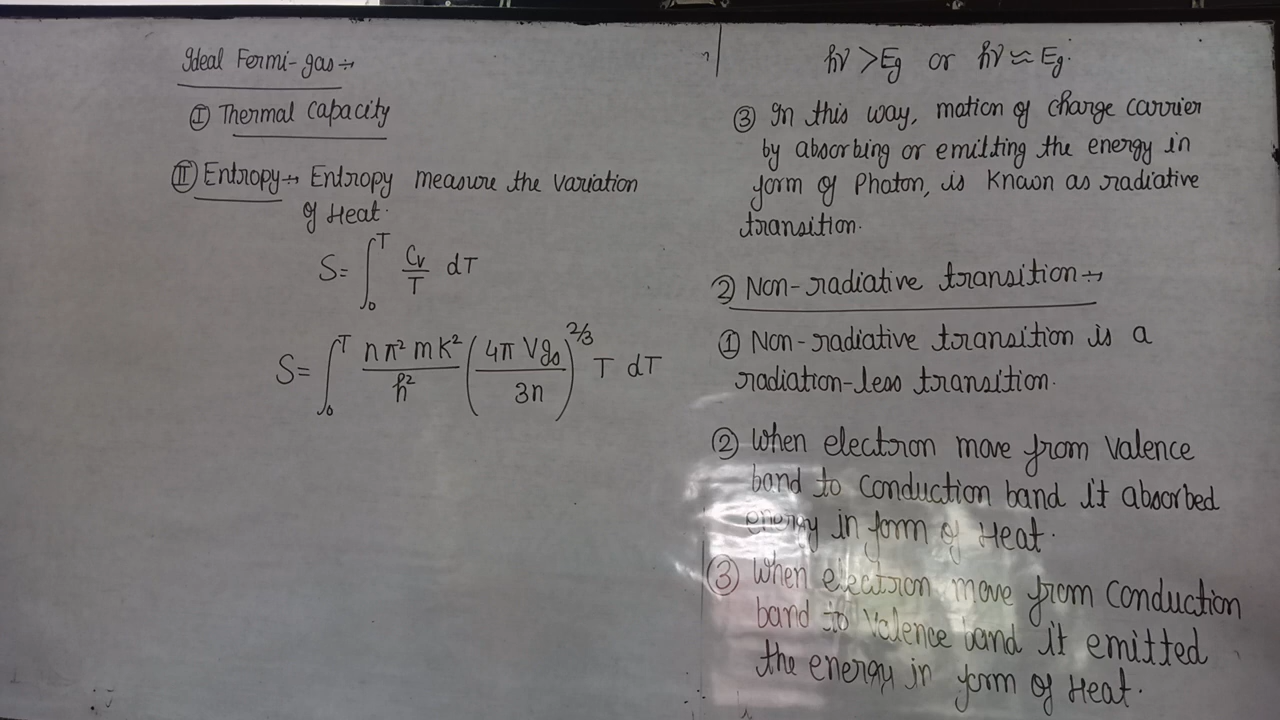 Ideal Fermi-gas →
Ⓘ Thermal Capacity
Ⓘⓘ Entropy → Entropy measure the variation
of Heat.
S = ∫₀ᵀ Cv/T dT
S = ∫₀ᵀ nπ²mk²/ℏ² (4πVg₀/3n)^2/3 T dT
hν > Eg or hν ≈ Eg.
③ In this way, motion of charge carrier
by absorbing or emitting the energy in
form of Photon, is Known as radiative
transition.
2) Non-radiative transition →
① Non-radiative transition is a
radiation-less transition.
② When electron move from Valence
band to Conduction band it absorbed
energy in form of Heat.
③ When electron move from Conduction
band to Valence band it emitted
the energy in form of Heat.